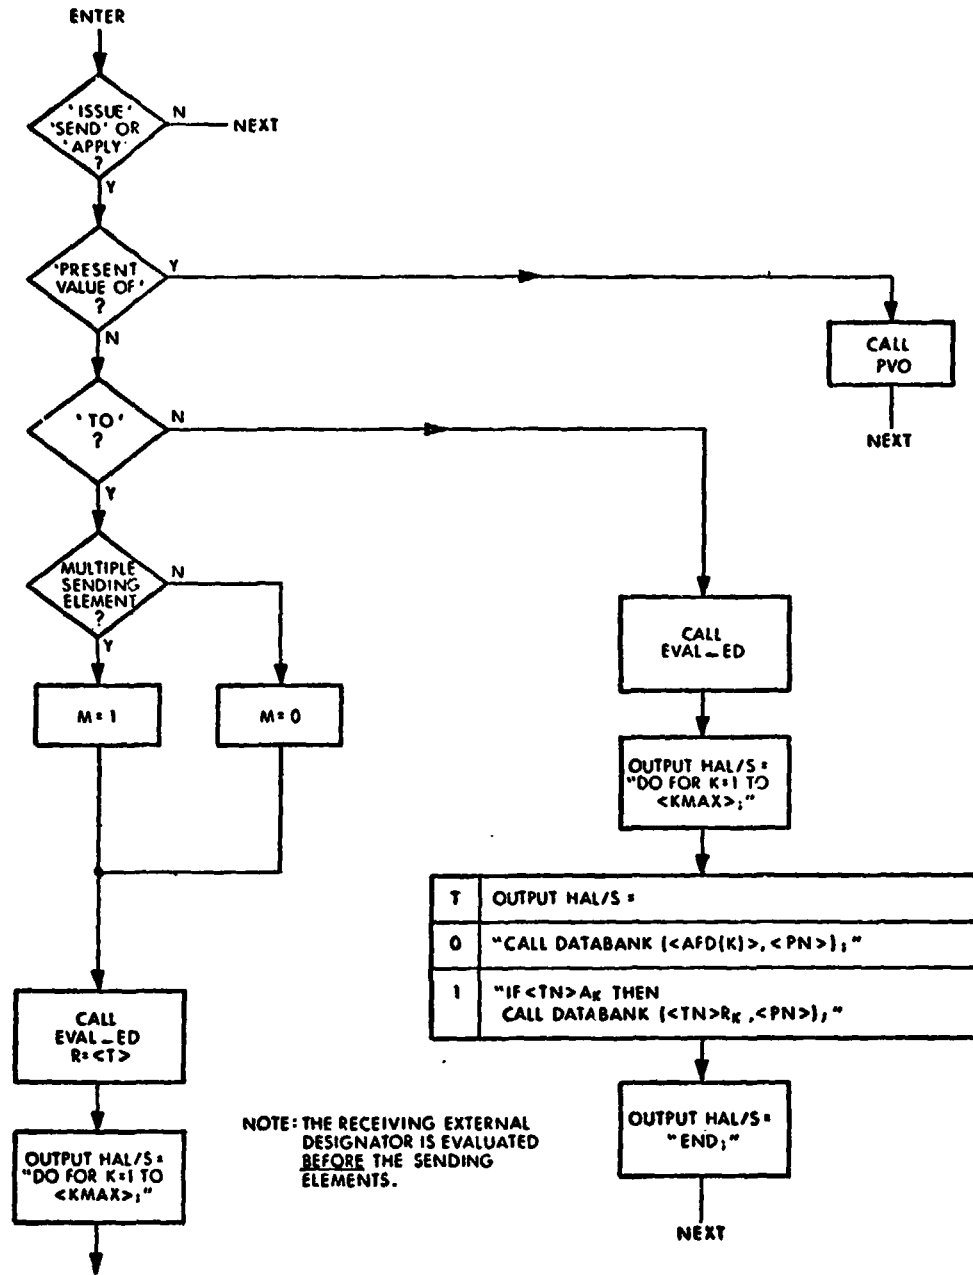 ENTER
'ISSUE'
'SEND' OR
'APPLY'
?
N
NEXT
Y
'PRESENT
VALUE OF'
?
Y
N
CALL
PVO
NEXT
'TO'
?
N
Y
MULTIPLE
SENDING
ELEMENT
?
N
Y
M=1
M=0
CALL
EVAL_ED
OUTPUT HAL/S =
"DO FOR K=1 TO
<KMAX>;"
T OUTPUT HAL/S =
0 "CALL DATABANK (<AFD(K)>, <PN>);"
1 "IF <TN>AK THEN
CALL DATABANK (<TN>RK, <PN>);"
OUTPUT HAL/S =
"END;"
NEXT
CALL
EVAL_ED
R=<T>
OUTPUT HAL/S =
"DO FOR K=1 TO
<KMAX>;"
NOTE: THE RECEIVING EXTERNAL
DESIGNATOR IS EVALUATED
BEFORE THE SENDING
ELEMENTS.